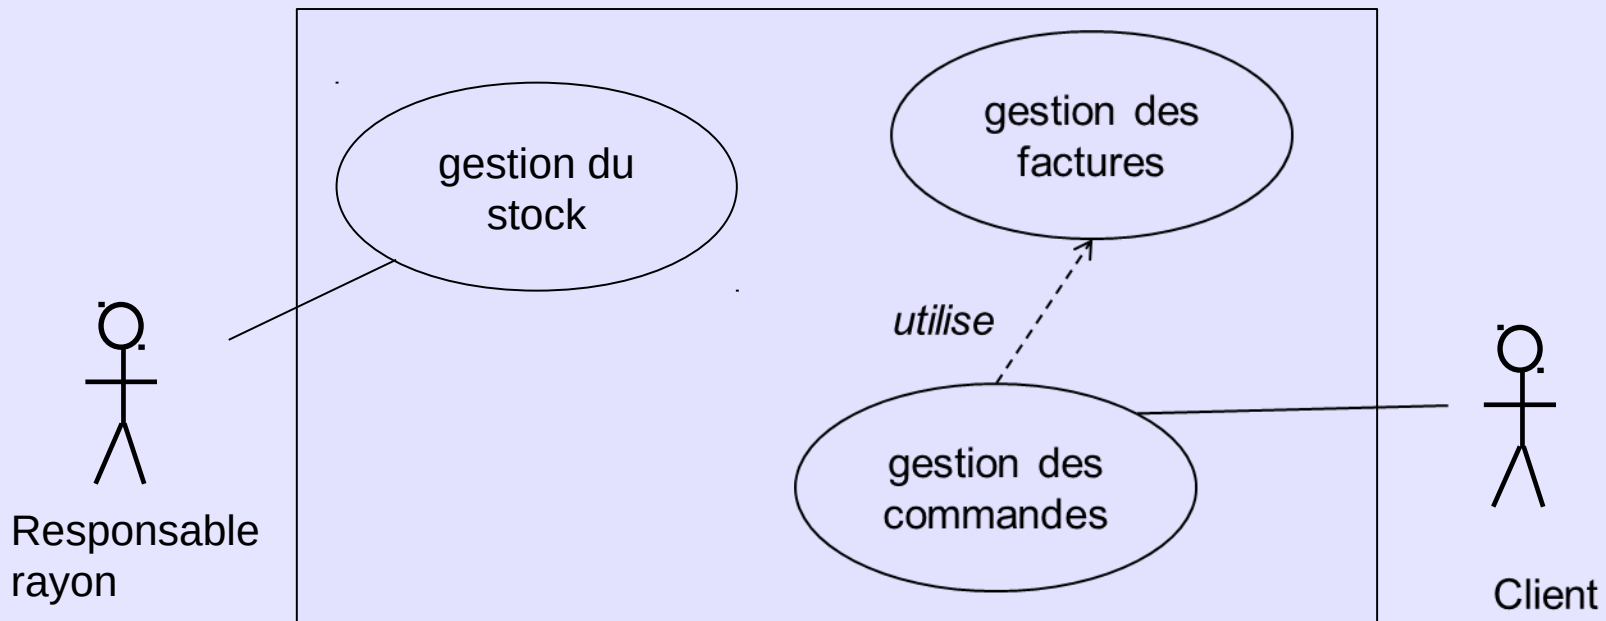 gestion du
stock
gestion des
factures
utilise
gestion des
commandes
Responsable
rayon
Client